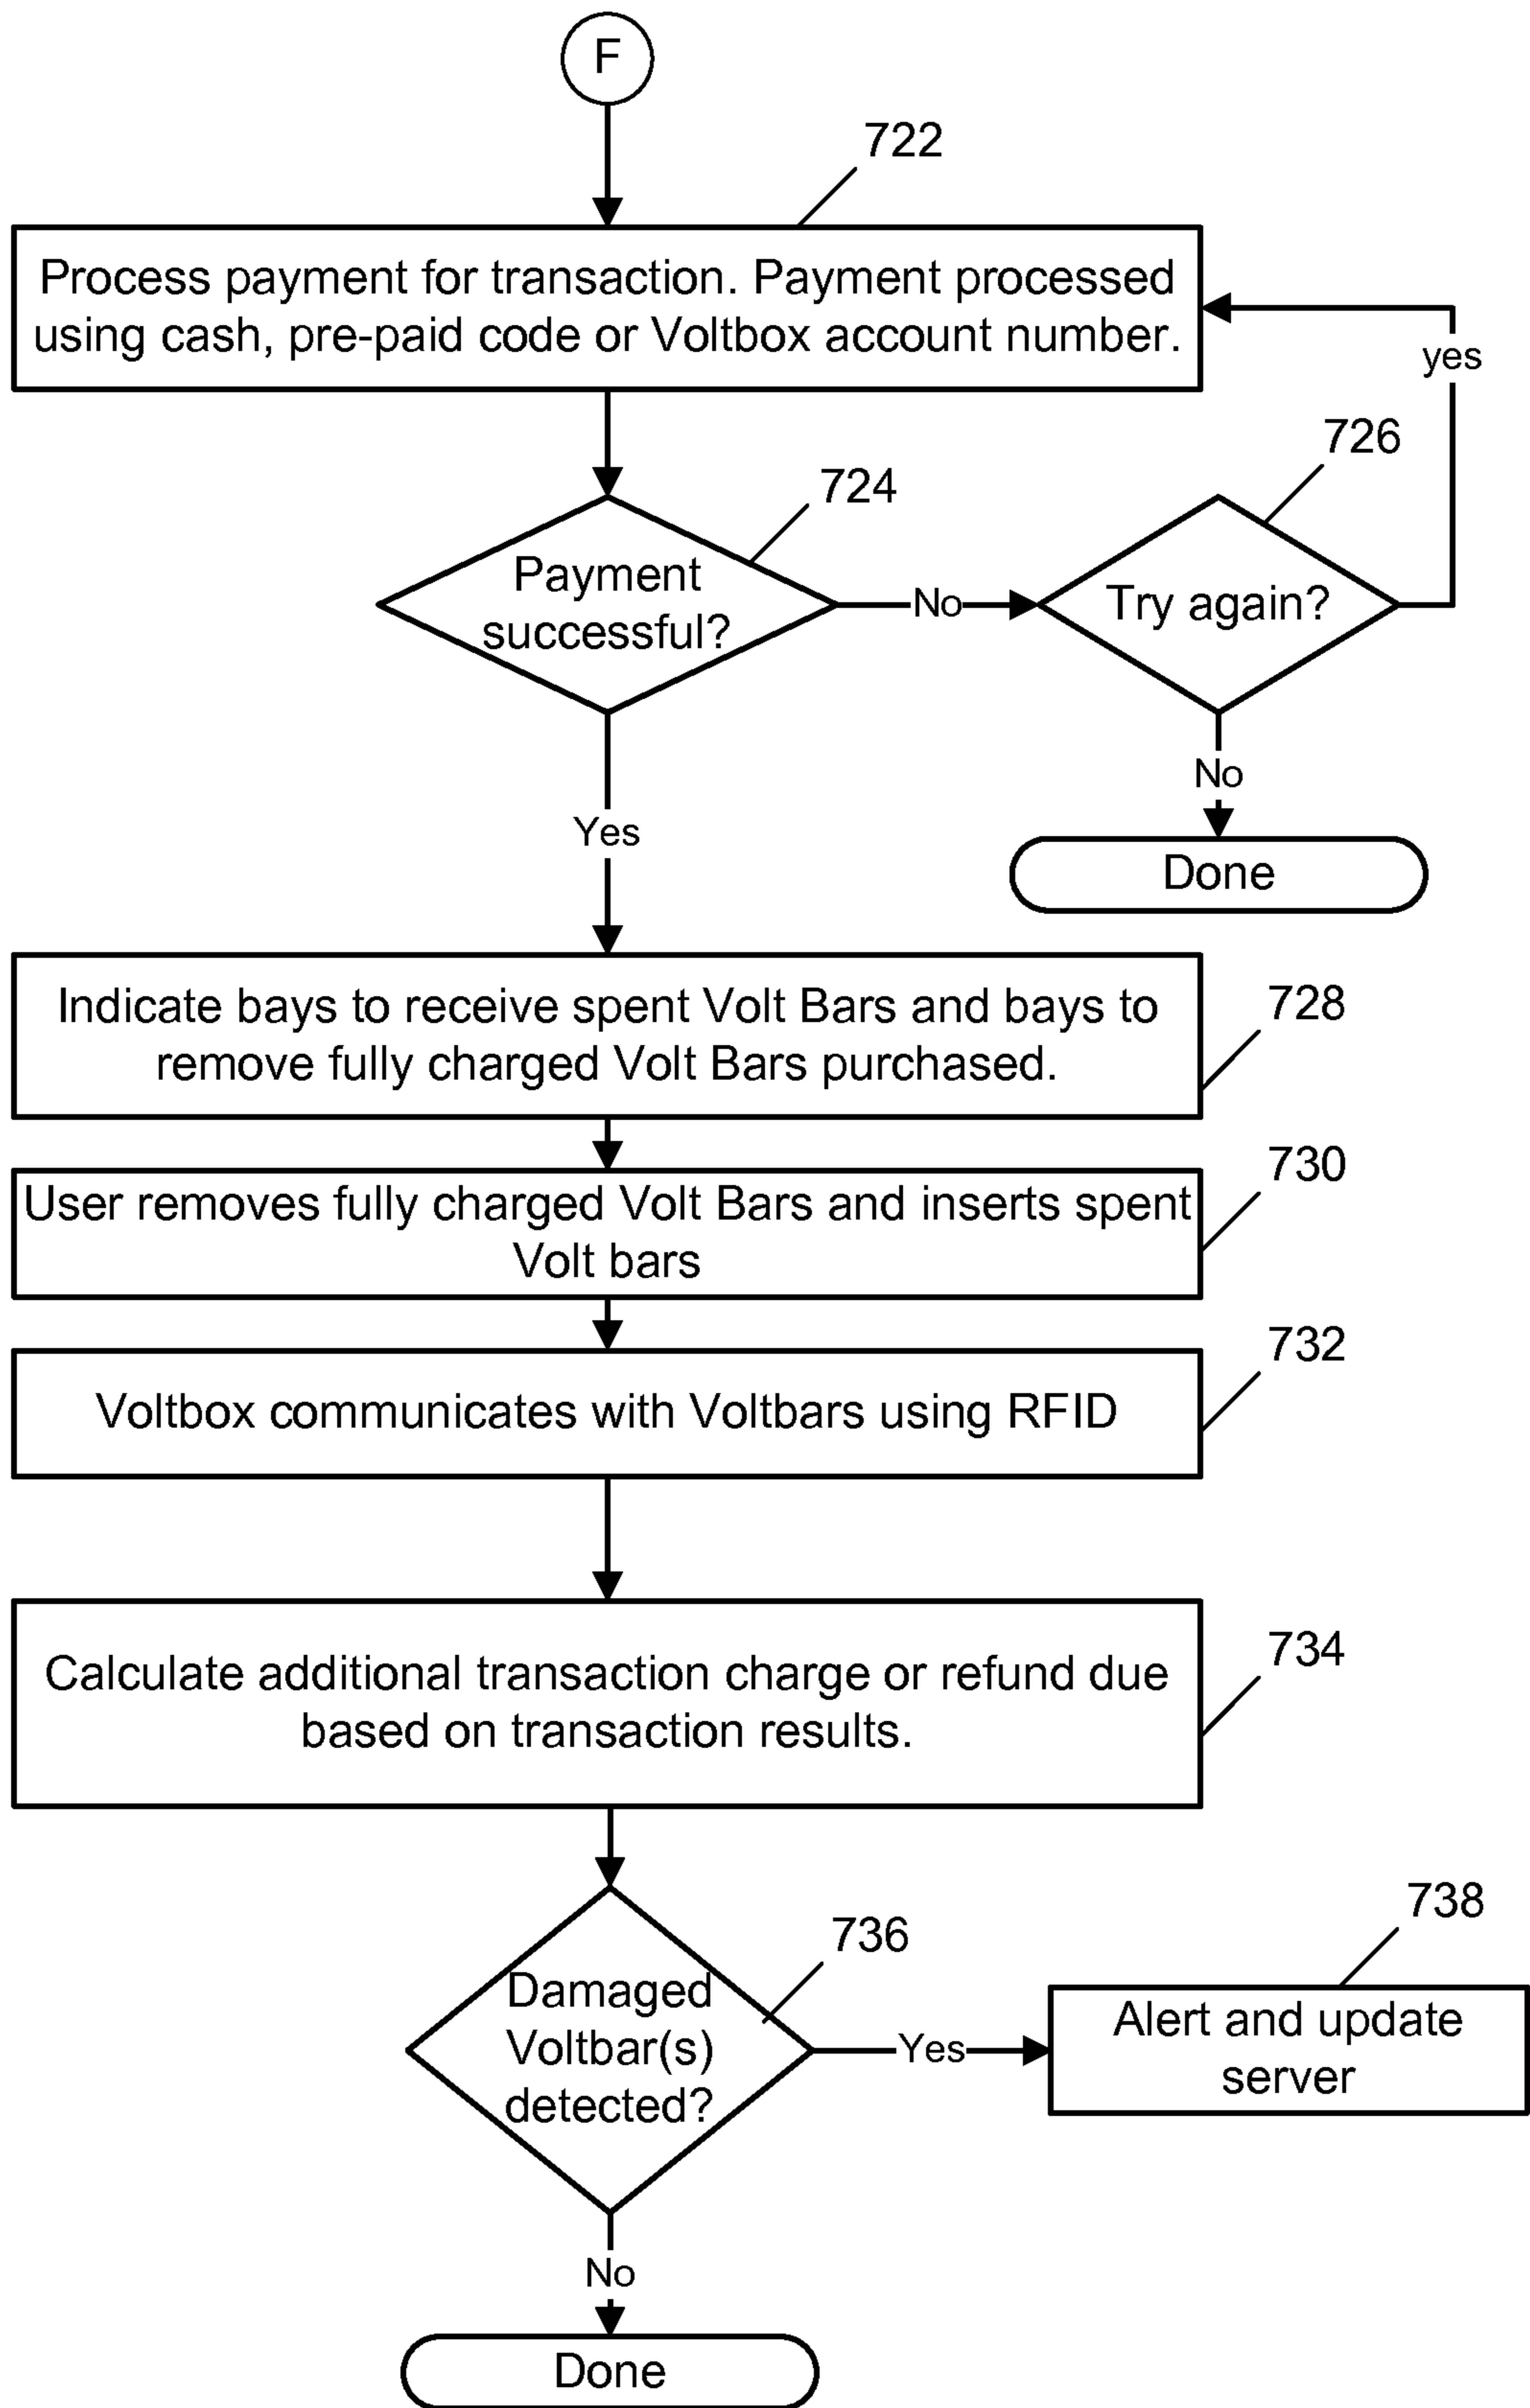 F
722
Process payment for transaction. Payment processed
using cash, pre-paid code or Voltbox account number.
yes
726
724
Payment
successful?
No
Try again?
No
Yes
Done
Indicate bays to receive spent Volt Bars and bays to
remove fully charged Volt Bars purchased.
728
730
User removes fully charged Volt Bars and inserts spent
Volt bars
732
Voltbox communicates with Voltbars using RFID
734
Calculate additional transaction charge or refund due
based on transaction results.
738
736
Damaged
Voltbar(s)
detected?
Yes
Alert and update
server
No
Done